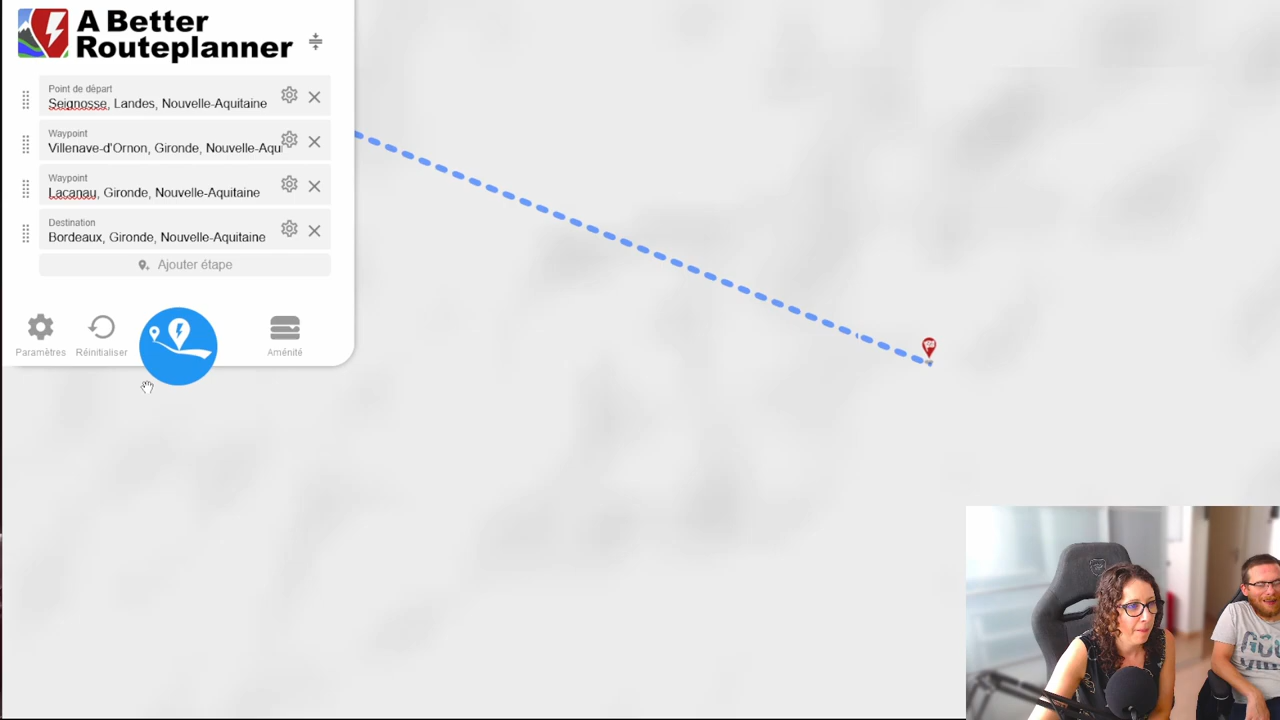 A Better
Routeplanner
Point de départ
Seignosse, Landes, Nouvelle-Aquitaine
Waypoint
Villenave-d'Ornon, Gironde, Nouvelle-Aqu
Waypoint
Lacanau, Gironde, Nouvelle-Aquitaine
Destination
Bordeaux, Gironde, Nouvelle-Aquitaine
Ajouter étape
Paramètres
Réinitialiser
Aménité